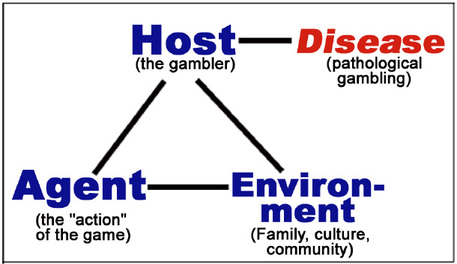 Host
(the gambler)
Disease
(pathological
gambling)
Agent
(the "action"
of the game)
Environ-
ment
(Family, culture,
community)